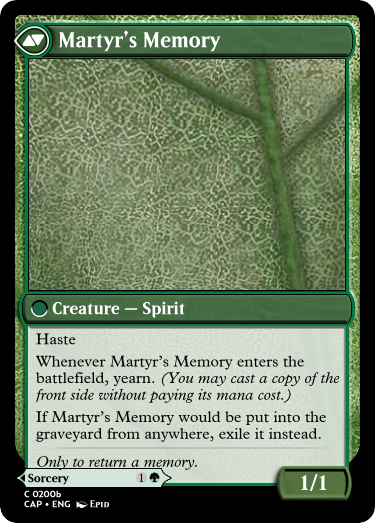 Martyr's Memory
Creature — Spirit
Haste
Whenever Martyr's Memory enters the
battlefield, yearn. (You may cast a copy of the
front side without paying its mana cost.)
If Martyr's Memory would be put into the
graveyard from anywhere, exile it instead.
Only to return a memory.
Sorcery 1
1/1
C 0200b
CAP • ENG Epid